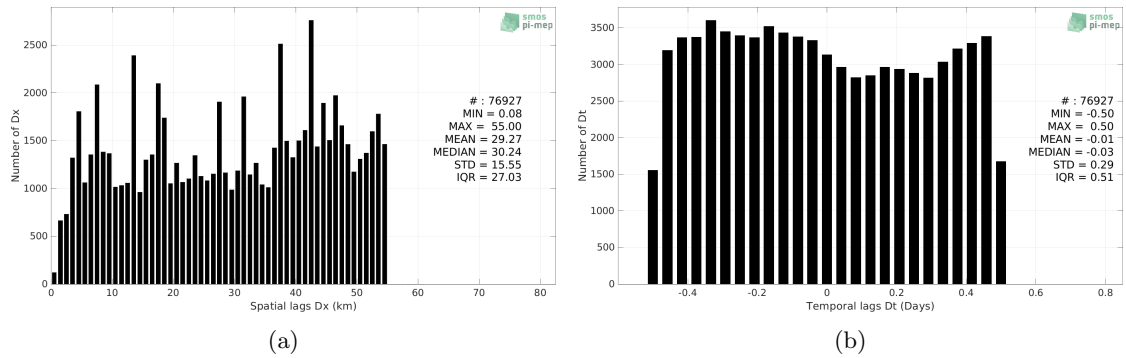 smos
pi-mep
2500
2000
1500
1000
500
0
Number of Dx
# : 76927
MIN = 0.08
MAX = 55.00
MEAN = 29.27
MEDIAN = 30.24
STD = 15.55
IQR = 27.03
0 10 20 30 40 50 60 70 80
Spatial lags Dx (km)
(a)
smos
pi-mep
3500
3000
2500
2000
1500
1000
500
0
Number of Dt
# : 76927
MIN = -0.50
MAX = 0.50
MEAN = -0.01
MEDIAN = -0.03
STD = 0.29
IQR = 0.51
-0.4 -0.2 0 0.2 0.4 0.6 0.8
Temporal lags Dt (Days)
(b)